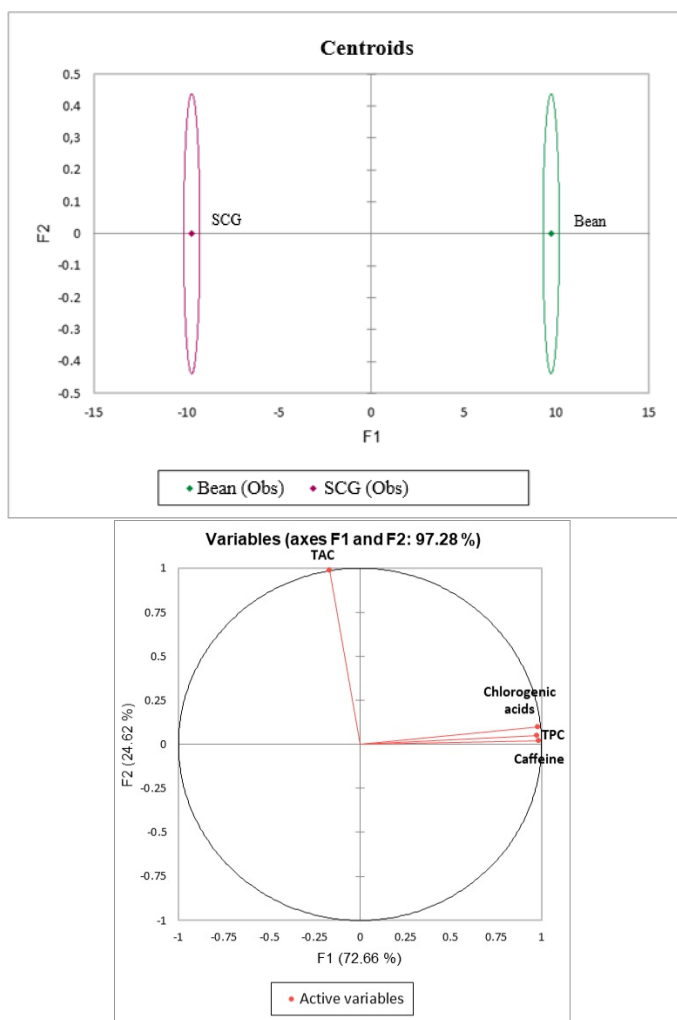 Centroids
0.5
0.4
0,3
0.2
0.1
0
-0.1
-0.2
-0.3
-0.4
-0.5
F2
SCG
Bean
-15
-10
-5
0
5
10
15
F1
Bean (Obs)
SCG (Obs)
Variables (axes F1 and F2: 97.28 %)
TAC
1
0.75
0.5
0.25
0
-0.25
-0.5
-0.75
-1
F2 (24.62 %)
Chlorogenic
acids
TPC
Caffeine
-1
-0.75
-0.5
-0.25
0
0.25
0.5
0.75
1
F1 (72.66 %)
Active variables